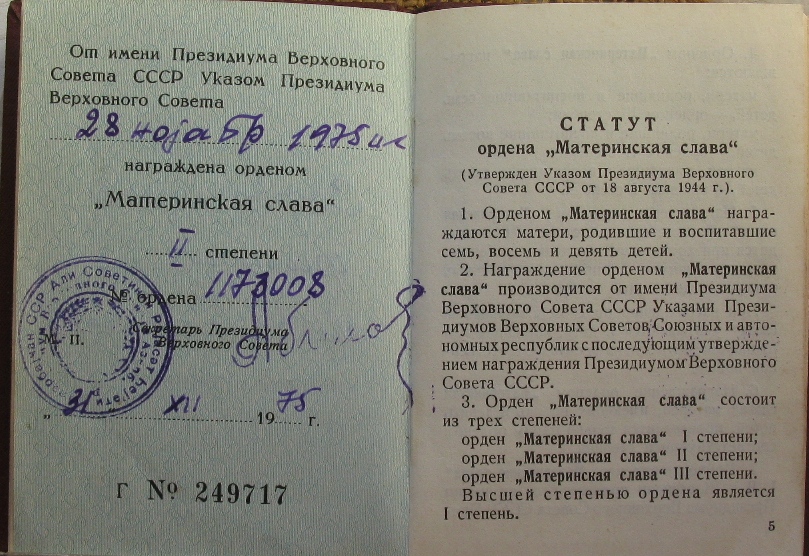 От имени Президиума Верховного
Совета СССР Указом Президиума
Верховного Совета
28 ноjaбр 1975
награждена орденом
„Материнская слава“
II степени
№ ордена 1173008
М. П. Секретарь Президиума
Верховного Совета
„31 XII 1975 г.
Г № 249717
СТАТУТ
ордена „Материнская слава“
(Утвержден Указом Президиума Верховного
Совета СССР от 18 августа 1944 г.).
1. Орденом „Материнская слава“ награ-
ждаются матери, родившие и воспитавшие
семь, восемь и девять детей.
2. Награждение орденом „Материнская
слава“ производится от имени Президиума
Верховного Совета СССР Указами Прези-
диумов Верховных Советов Союзных и авто-
номных республик с последующим утвержде-
нием награждения Президиумом Верховного
Совета СССР.
3. Орден „Материнская слава“ состоит
из трех степеней:
орден „Материнская слава“ I степени;
орден „Материнская слава“ II степени;
орден „Материнская слава“ III степени.
Высшей степенью ордена является
I степень.
5